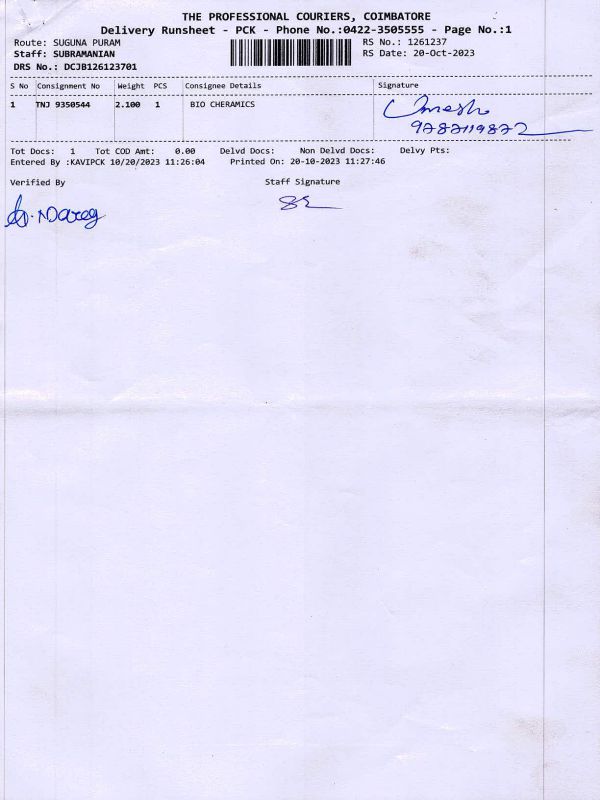 THE PROFESSIONAL COURIERS, COIMBATORE
Delivery Runsheet - PCK - Phone No.:0422-3505555 - Page No.:1
Route: SUGUNA PURAM RS No.: 1261237
Staff: SUBRAMANIAN RS Date: 20-Oct-2023
DRS No.: DCJB126123701
S No Consignment No Weight PCS Consignee Details Signature
1 TNJ 9350544 2.100 1 BIO CHERAMICS
Tot Docs: 1 Tot COD Amt: 0.00 Delvd Docs: Non Delvd Docs: Delvy Pts:
Entered By :KAVIPCK 10/20/2023 11:26:04 Printed On: 20-10-2023 11:27:46
Verified By Staff Signature